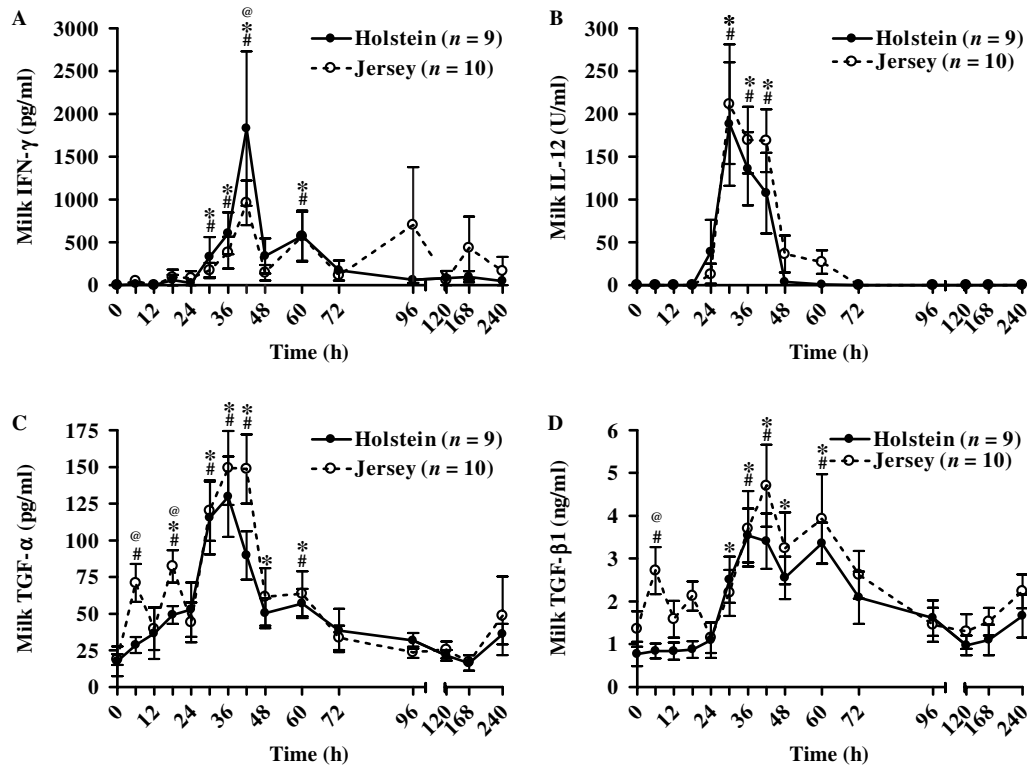 A
Milk IFN-γ (pg/ml)
3000
2500
2000
1500
1000
500
0
@
*
#
*
#
*
#
*
#
Holstein (n = 9)
Jersey (n = 10)
0 12 24 36 48 60 72 96 120 168 240
Time (h)
B
Milk IL-12 (U/ml)
300
250
200
150
100
50
0
*
#
*
#
*
#
Holstein (n = 9)
Jersey (n = 10)
0 12 24 36 48 60 72 96 120 168 240
Time (h)
C
Milk TGF-α (pg/ml)
175
150
125
100
75
50
25
0
@
#
@
*
#
*
#
*
#
*
#
*
*
#
Holstein (n = 9)
Jersey (n = 10)
0 12 24 36 48 60 72 96 120 168 240
Time (h)
D
Milk TGF-β1 (ng/ml)
6
5
4
3
2
1
0
@
#
*
*
#
*
#
*
*
#
Holstein (n = 9)
Jersey (n = 10)
0 12 24 36 48 60 72 96 120 168 240
Time (h)